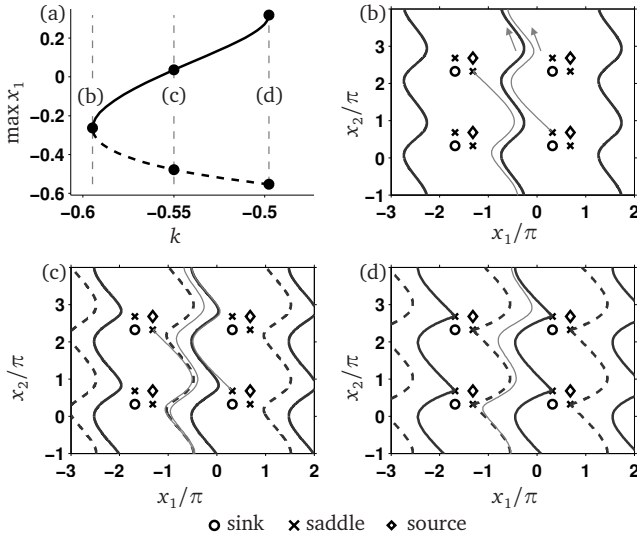 (a)
max x₁
0.2
0
−0.2
−0.4
−0.6
(b)
(c)
(d)
−0.6
−0.55
−0.5
k
(b)
x₂/π
4
3
2
1
0
−1
−3
−2
−1
0
1
2
x₁/π
(c)
x₂/π
3
2
1
0
−1
−3
−2
−1
0
1
2
x₁/π
(d)
x₂/π
3
2
1
0
−1
−3
−2
−1
0
1
2
x₁/π
sink
saddle
source